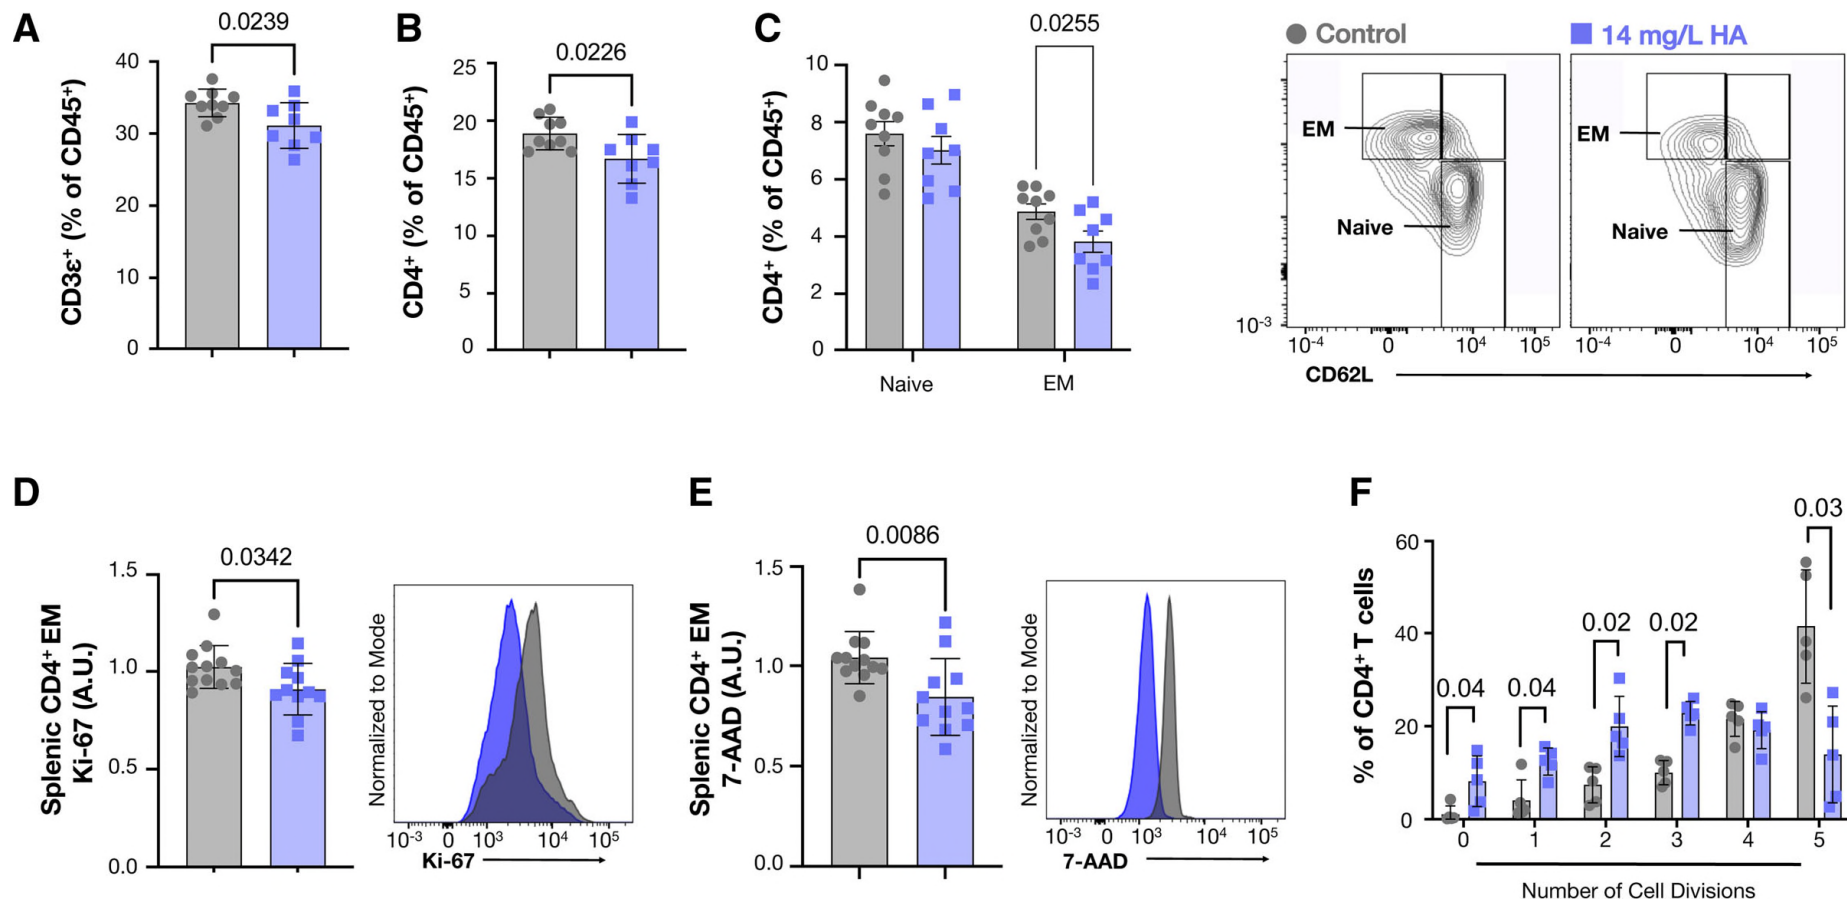 A
0.0239
CD3ε+ (% of CD45+)
40
30
20
10
0
B
0.0226
CD4+ (% of CD45+)
25
20
15
10
5
0
C
0.0255
CD4+ (% of CD45+)
10
8
6
4
2
0
Naive
EM
Control
14 mg/L HA
EM
Naive
EM
Naive
10-3
10-4 0 10⁴ 10⁵
10-4 0 10⁴ 10⁵
CD62L
D
0.0342
Splenic CD4+ EM
Ki-67 (A.U.)
1.5
1.0
0.5
0.0
Normalized to Mode
10-3 0 10³ 10⁴ 10⁵
Ki-67
E
0.0086
Splenic CD4+ EM
7-AAD (A.U.)
1.5
1.0
0.5
0.0
Normalized to Mode
10-3 0 10³ 10⁴ 10⁵
7-AAD
F
0.03
0.02 0.02
0.04 0.04
% of CD4+ T cells
60
40
20
0
0 1 2 3 4 5
Number of Cell Divisions